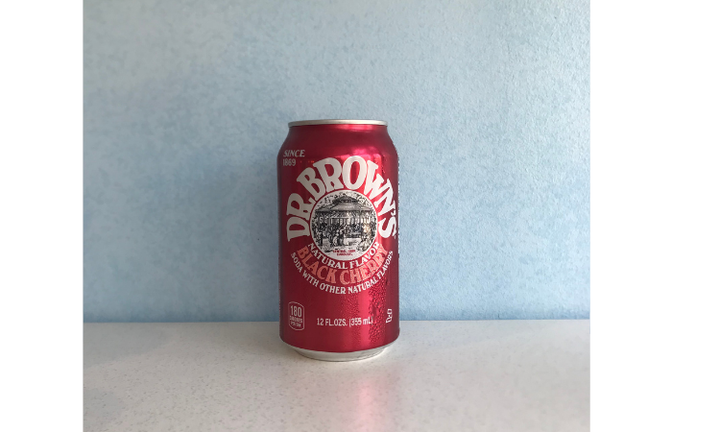 SINCE
1869
DR. BROWN'S
NATURAL FLAVOR
BLACK CHERRY
SODA WITH OTHER NATURAL FLAVORS
180
12 FL.OZS. (355 mL)